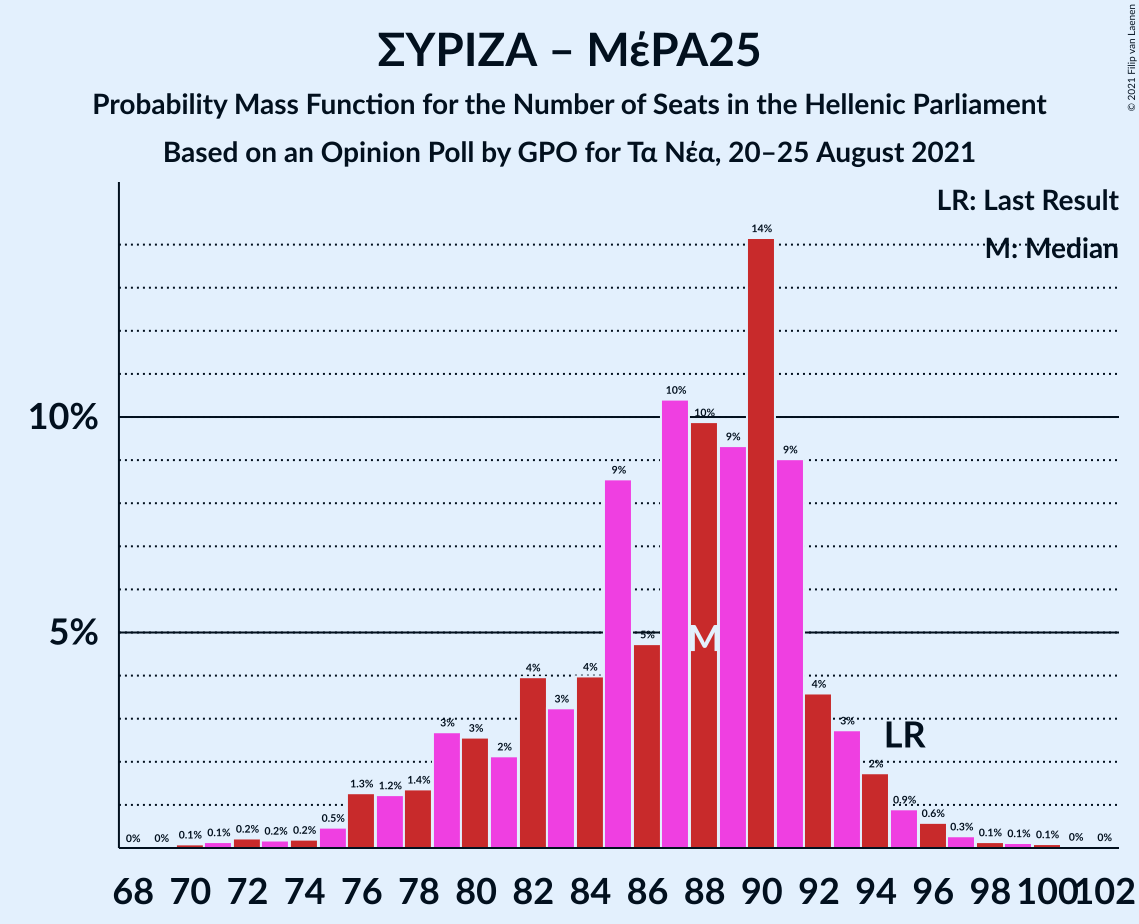 ΣΥΡΙΖΑ – ΜέΡΑ25
Probability Mass Function for the Number of Seats in the Hellenic Parliament
Based on an Opinion Poll by GPO for Τα Νέα, 20–25 August 2021
© 2021 Filip van Laenen
LR: Last Result
M: Median
10%
5%
0% 0% 0.1% 0.1% 0.2% 0.2% 0.2% 0.5% 1.3% 1.2% 1.4% 3% 3% 2% 4% 3% 4% 9% 5% 10% 10% 9% 14% 9% 4% 3% 2% 0.9% 0.6% 0.3% 0.1% 0.1% 0.1% 0% 0%
M
LR
68 70 72 74 76 78 80 82 84 86 88 90 92 94 96 98 100 102